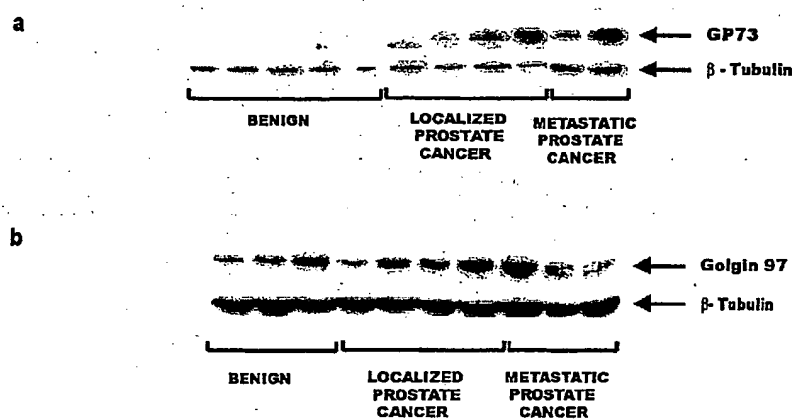 a
GP73
β - Tubulin
BENIGN
LOCALIZED
PROSTATE
CANCER
METASTATIC
PROSTATE
CANCER
b
Golgin 97
β- Tubulin
BENIGN
LOCALIZED
PROSTATE
CANCER
METASTATIC
PROSTATE
CANCER